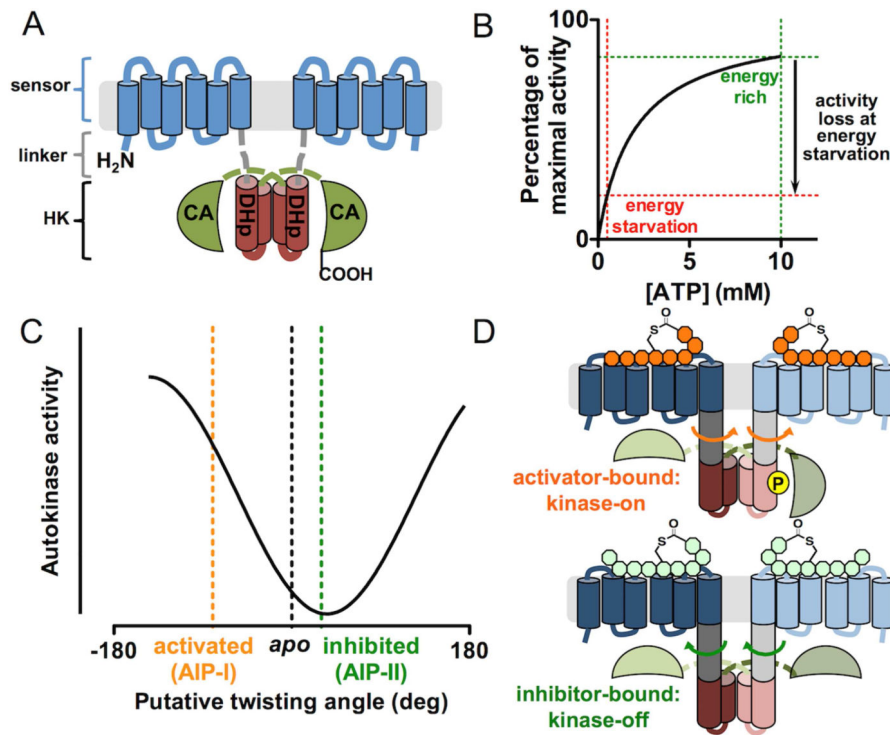 A
sensor
linker
H₂N
HK
CA
DHp
DHp
CA
COOH
B
Percentage of
maximal activity
100
0
0
5
10
[ATP] (mM)
energy
rich
energy
starvation
activity
loss at
energy
starvation
C
Autokinase activity
-180
activated
(AIP-I)
apo
inhibited
(AIP-II)
180
Putative twisting angle (deg)
D
O
S
O
S
activator-bound:
kinase-on
P
O
S
O
S
inhibitor-bound:
kinase-off